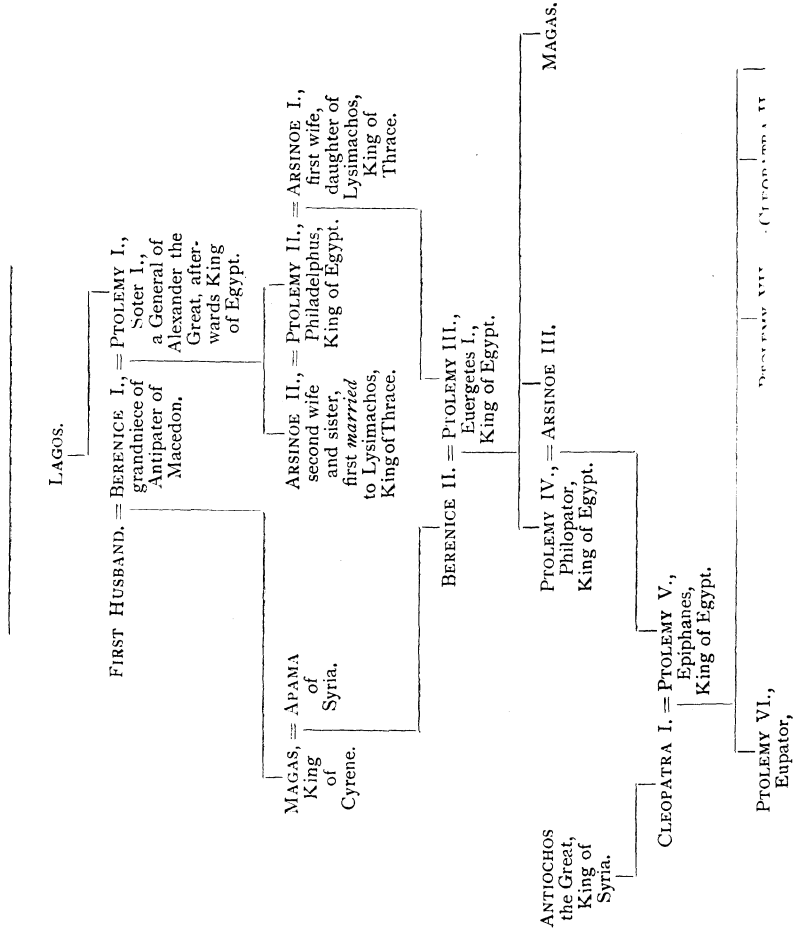 LAGOS.
FIRST HUSBAND. = BERENICE I., = PTOLEMY I.,
grandniece of
Antipater of
Macedon.
Soter I.,
a General of
Alexander the
Great, after-
wards King
of Egypt.
MAGAS, = APAMA
King
of
Cyrene.
of
Syria.
ARSINOE II., = PTOLEMY II., = ARSINOE I.,
second wife
and sister,
first married
to Lysimachos,
King of Thrace.
Philadelphus,
King of Egypt.
first wife,
daughter of
Lysimachos,
King of
Thrace.
BERENICE II. = PTOLEMY III.,
Euergetes I.,
King of Egypt.
ANTIOCHOS
the Great,
King of
Syria.
PTOLEMY IV., = ARSINOE III.
Philopator,
King of Egypt.
MAGAS.
CLEOPATRA I. = PTOLEMY V.,
Epiphanes,
King of Egypt.
PTOLEMY VI.,
Eupator,